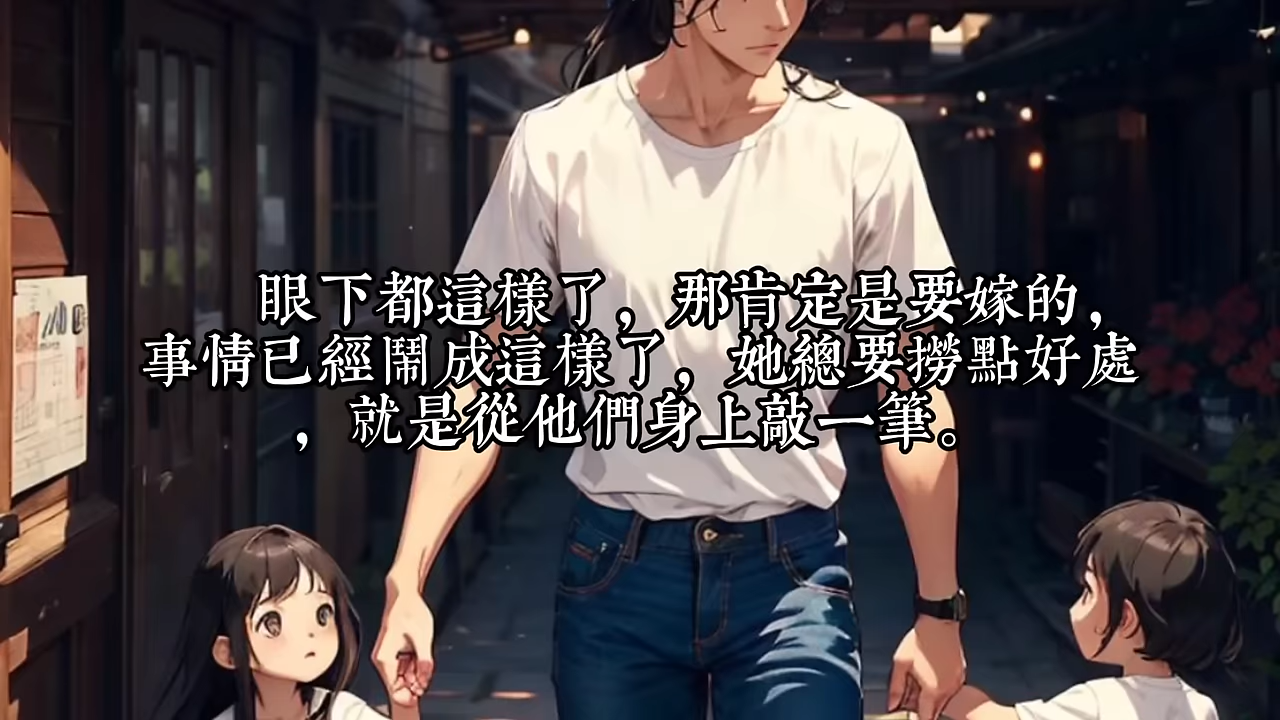 眼下都這樣了，那肯定是要嫁的，
事情已經鬧成這樣了，她總要撈點好處
，就是從他們身上敲一筆。